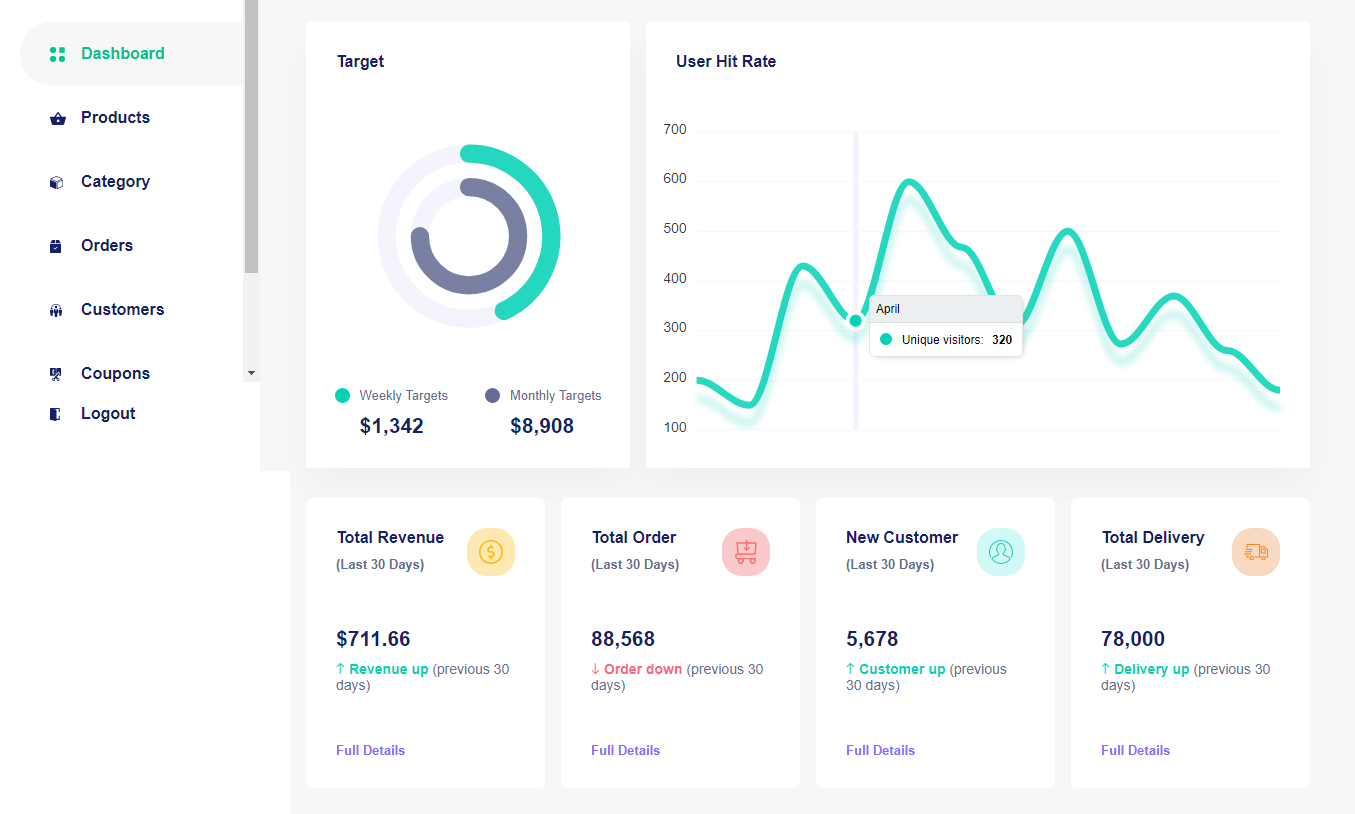 Dashboard
Products
Category
Orders
Customers
Coupons
Logout
Target
Weekly Targets
$1,342
Monthly Targets
$8,908
User Hit Rate
700
600
500
400
300
200
100
April
Unique visitors: 320
Total Revenue
(Last 30 Days)
$711.66
↑ Revenue up (previous 30
days)
Full Details
Total Order
(Last 30 Days)
88,568
↓ Order down (previous 30
days)
Full Details
New Customer
(Last 30 Days)
5,678
↑ Customer up (previous
30 days)
Full Details
Total Delivery
(Last 30 Days)
78,000
↑ Delivery up (previous 30
days)
Full Details